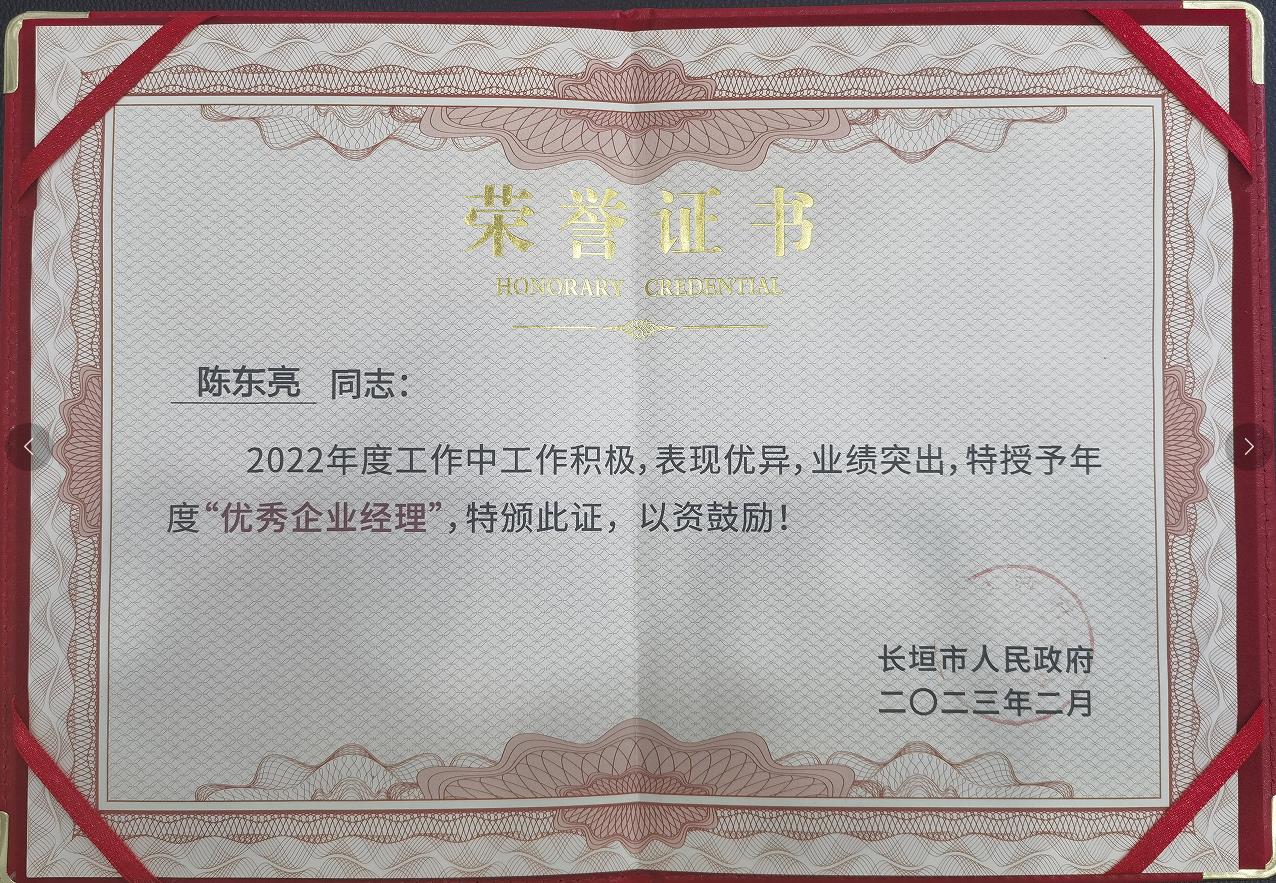 荣誉证书
HONORARY CREDENTIAL
陈东亮 同志：
2022年度工作中工作积极，表现优异，业绩突出，特授予年
度“优秀企业经理”，特颁此证，以资鼓励！
长垣市人民政府
二〇二三年二月